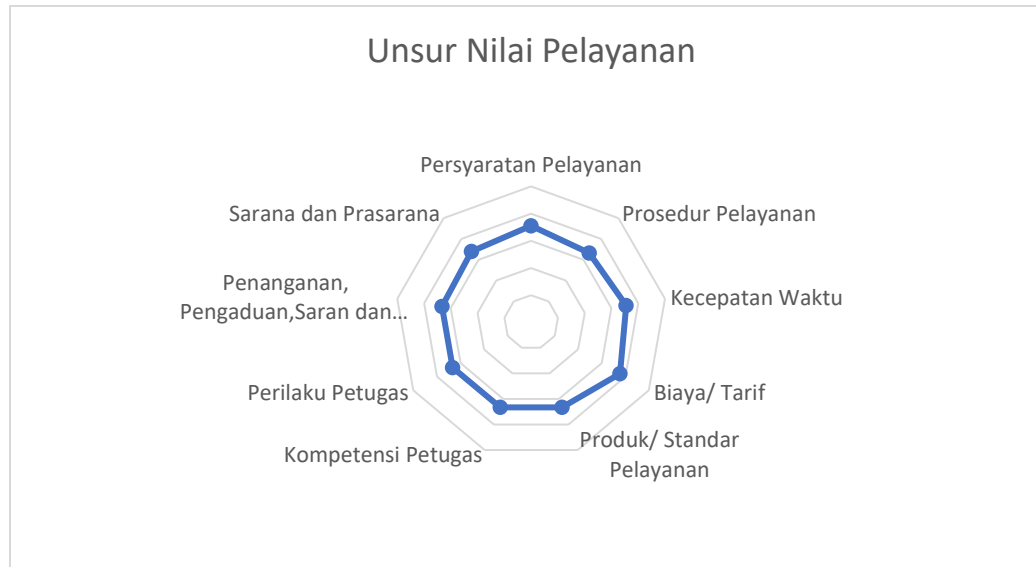 Unsur Nilai Pelayanan
Persyaratan Pelayanan
Prosedur Pelayanan
Kecepatan Waktu
Biaya/ Tarif
Produk/ Standar
Pelayanan
Kompetensi Petugas
Perilaku Petugas
Penanganan,
Pengaduan,Saran dan...
Sarana dan Prasarana